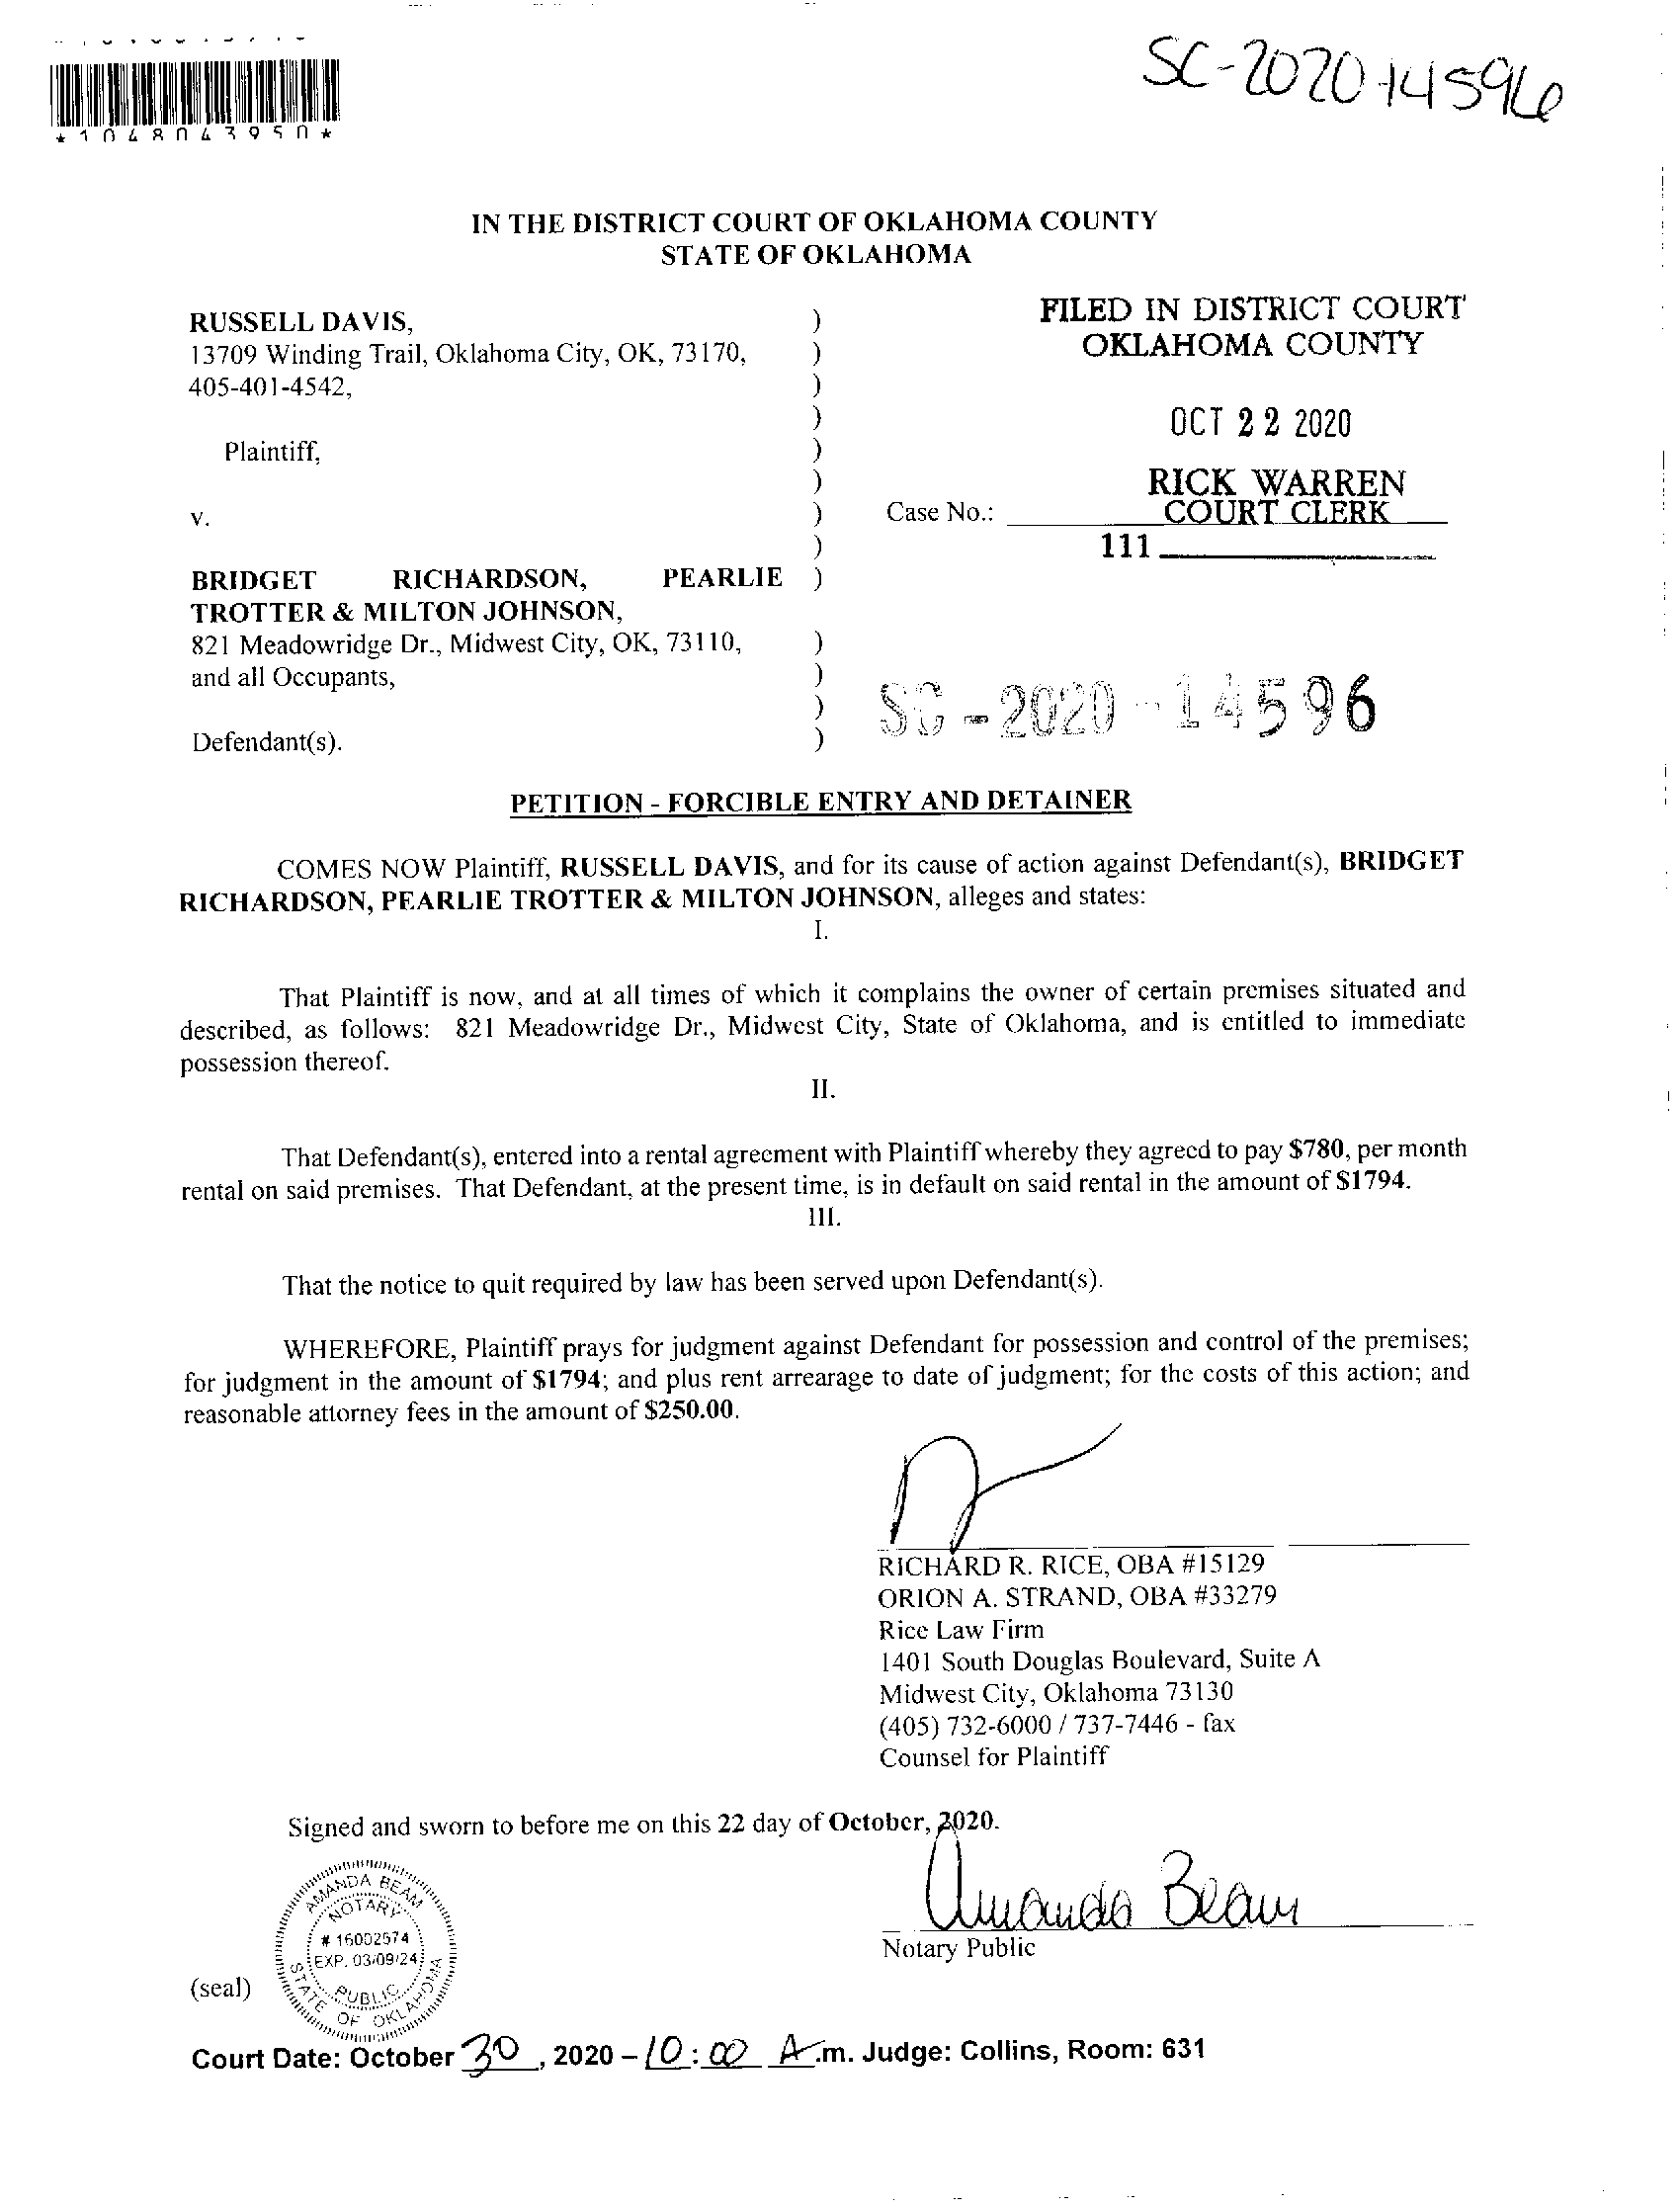 SC-2020-14596
*1048043950*
IN THE DISTRICT COURT OF OKLAHOMA COUNTY
STATE OF OKLAHOMA
RUSSELL DAVIS, )
13709 Winding Trail, Oklahoma City, OK, 73170, )
405-401-4542, )
)
Plaintiff, )
)
v. )
)
BRIDGET RICHARDSON, PEARLIE )
TROTTER & MILTON JOHNSON,
821 Meadowridge Dr., Midwest City, OK, 73110, )
and all Occupants, )
)
Defendant(s). )
FILED IN DISTRICT COURT
OKLAHOMA COUNTY
OCT 22 2020
RICK WARREN
COURT CLERK
Case No.:
111
SC-2020-14596
PETITION - FORCIBLE ENTRY AND DETAINER
COMES NOW Plaintiff, RUSSELL DAVIS, and for its cause of action against Defendant(s), BRIDGET
RICHARDSON, PEARLIE TROTTER & MILTON JOHNSON, alleges and states:
I.
That Plaintiff is now, and at all times of which it complains the owner of certain premises situated and
described, as follows: 821 Meadowridge Dr., Midwest City, State of Oklahoma, and is entitled to immediate
possession thereof.
II.
That Defendant(s), entered into a rental agreement with Plaintiff whereby they agreed to pay $780, per month
rental on said premises. That Defendant, at the present time, is in default on said rental in the amount of $1794.
III.
That the notice to quit required by law has been served upon Defendant(s).
WHEREFORE, Plaintiff prays for judgment against Defendant for possession and control of the premises;
for judgment in the amount of $1794; and plus rent arrearage to date of judgment; for the costs of this action; and
reasonable attorney fees in the amount of $250.00.
RICHARD R. RICE, OBA #15129
ORION A. STRAND, OBA #33279
Rice Law Firm
1401 South Douglas Boulevard, Suite A
Midwest City, Oklahoma 73130
(405) 732-6000 / 737-7446 - fax
Counsel for Plaintiff
Signed and sworn to before me on this 22 day of October, 2020.
Amanda Beam
Notary Public
AMANDA BEAM
NOTARY
# 16002574
EXP. 03/09/24
PUBLIC
STATE OF OKLAHOMA
(seal)
Court Date: October 30, 2020 – 10:00 A.m. Judge: Collins, Room: 631